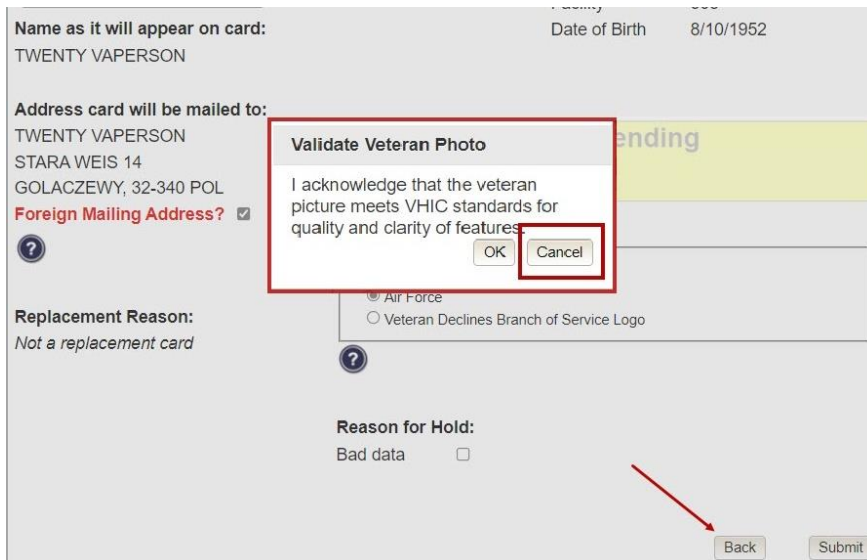 Name as it will appear on card:
TWENTY VAPERSON
Date of Birth 8/10/1952
Address card will be mailed to:
TWENTY VAPERSON
STARA WEIS 14
GOLACZEWY, 32-340 POL
Foreign Mailing Address?
?
Validate Veteran Photo
I acknowledge that the veteran
picture meets VHIC standards for
quality and clarity of features.
OK Cancel
ending
Air Force
Veteran Declines Branch of Service Logo
?
Replacement Reason:
Not a replacement card
Reason for Hold:
Bad data
Back Submit